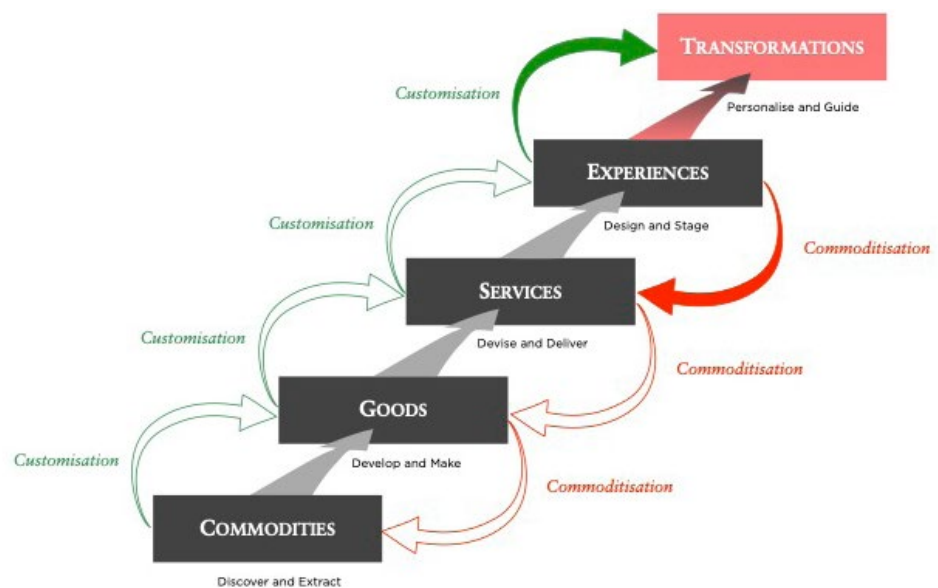 TRANSFORMATIONS
Customisation
Personalise and Guide
EXPERIENCES
Customisation
Design and Stage
Commoditisation
SERVICES
Customisation
Devise and Deliver
Commoditisation
GOODS
Customisation
Develop and Make
Commoditisation
COMMODITIES
Discover and Extract